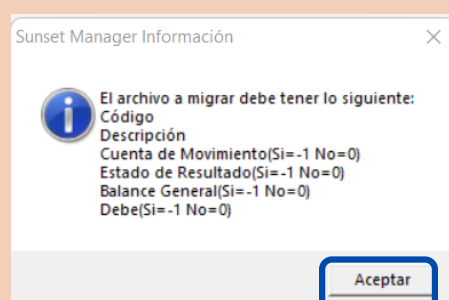 Sunset Manager Información
El archivo a migrar debe tener lo siguiente:
Código
Descripción
Cuenta de Movimiento(Si=-1 No=0)
Estado de Resultado(Si=-1 No=0)
Balance General(Si=-1 No=0)
Debe(Si=-1 No=0)
Aceptar